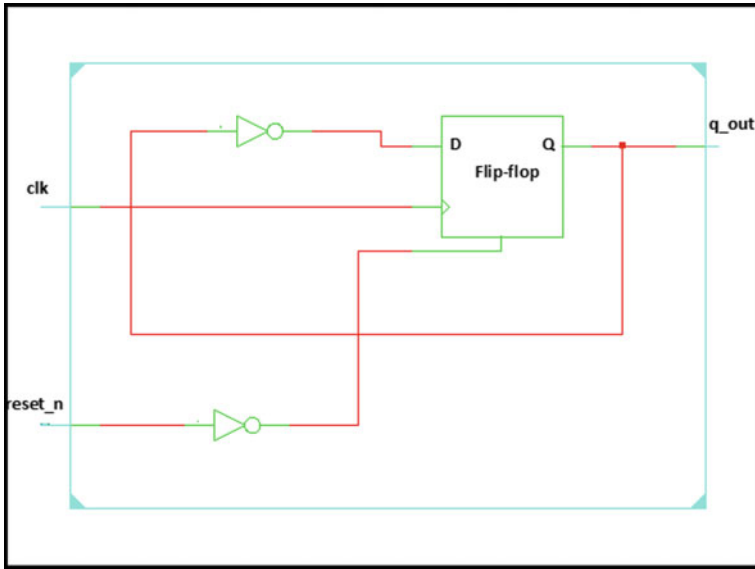 q_out
D Q
Flip-flop
clk
reset_n